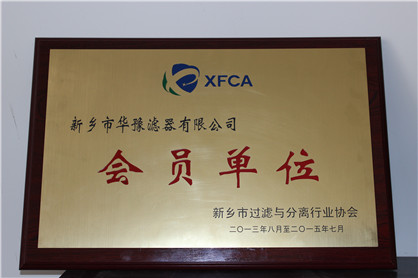 XFCA
新乡市华豫滤器有限公司
会员单位
新乡市过滤与分离行业协会
二〇一三年八月至二〇一五年七月